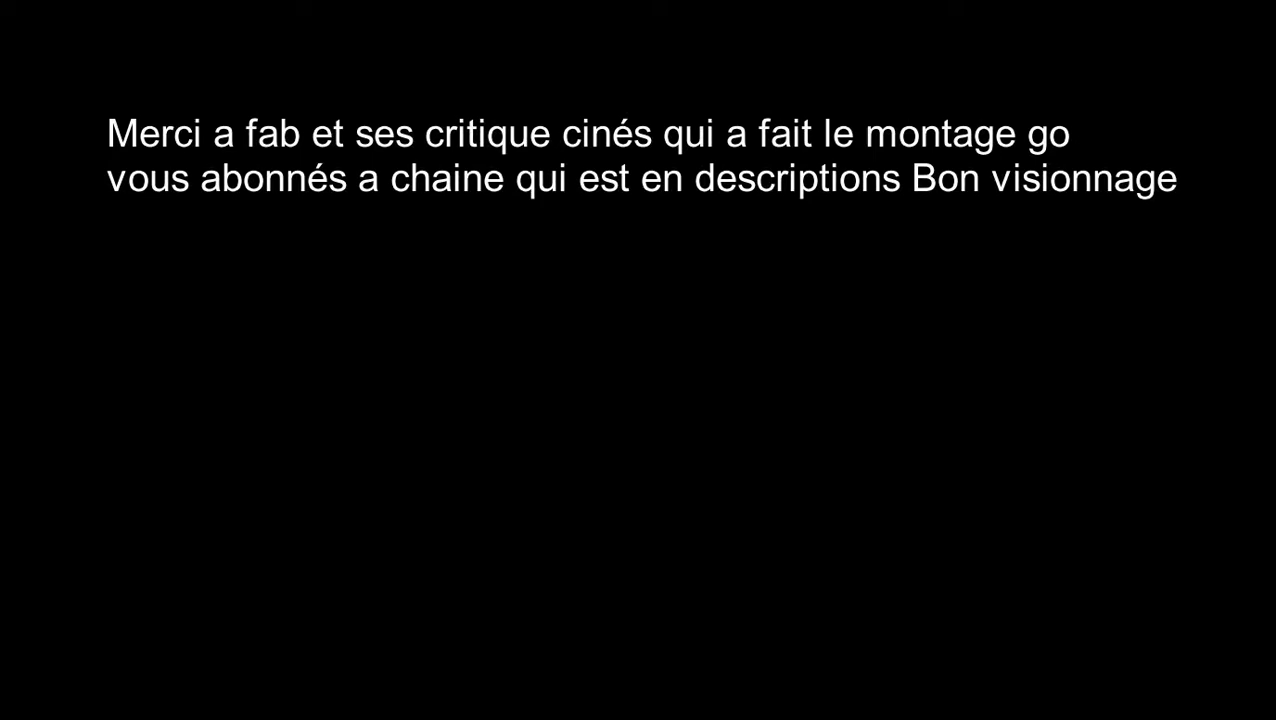 Merci a fab et ses critique cinés qui a fait le montage go
vous abonnés a chaine qui est en descriptions Bon visionnage